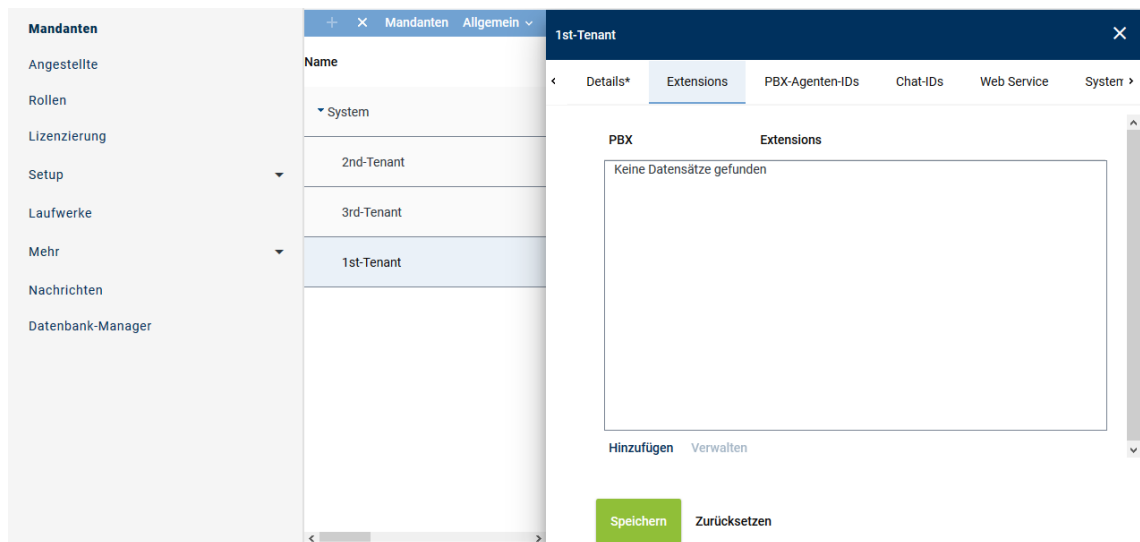 Mandanten
Angestellte
Rollen
Lizenzierung
Setup
Laufwerke
Mehr
Nachrichten
Datenbank-Manager
Mandanten Allgemein
Name
System
2nd-Tenant
3rd-Tenant
1st-Tenant
1st-Tenant
Details* Extensions PBX-Agenten-IDs Chat-IDs Web Service System
PBX Extensions
Keine Datensätze gefunden
Hinzufügen Verwalten
Speichern Zurücksetzen